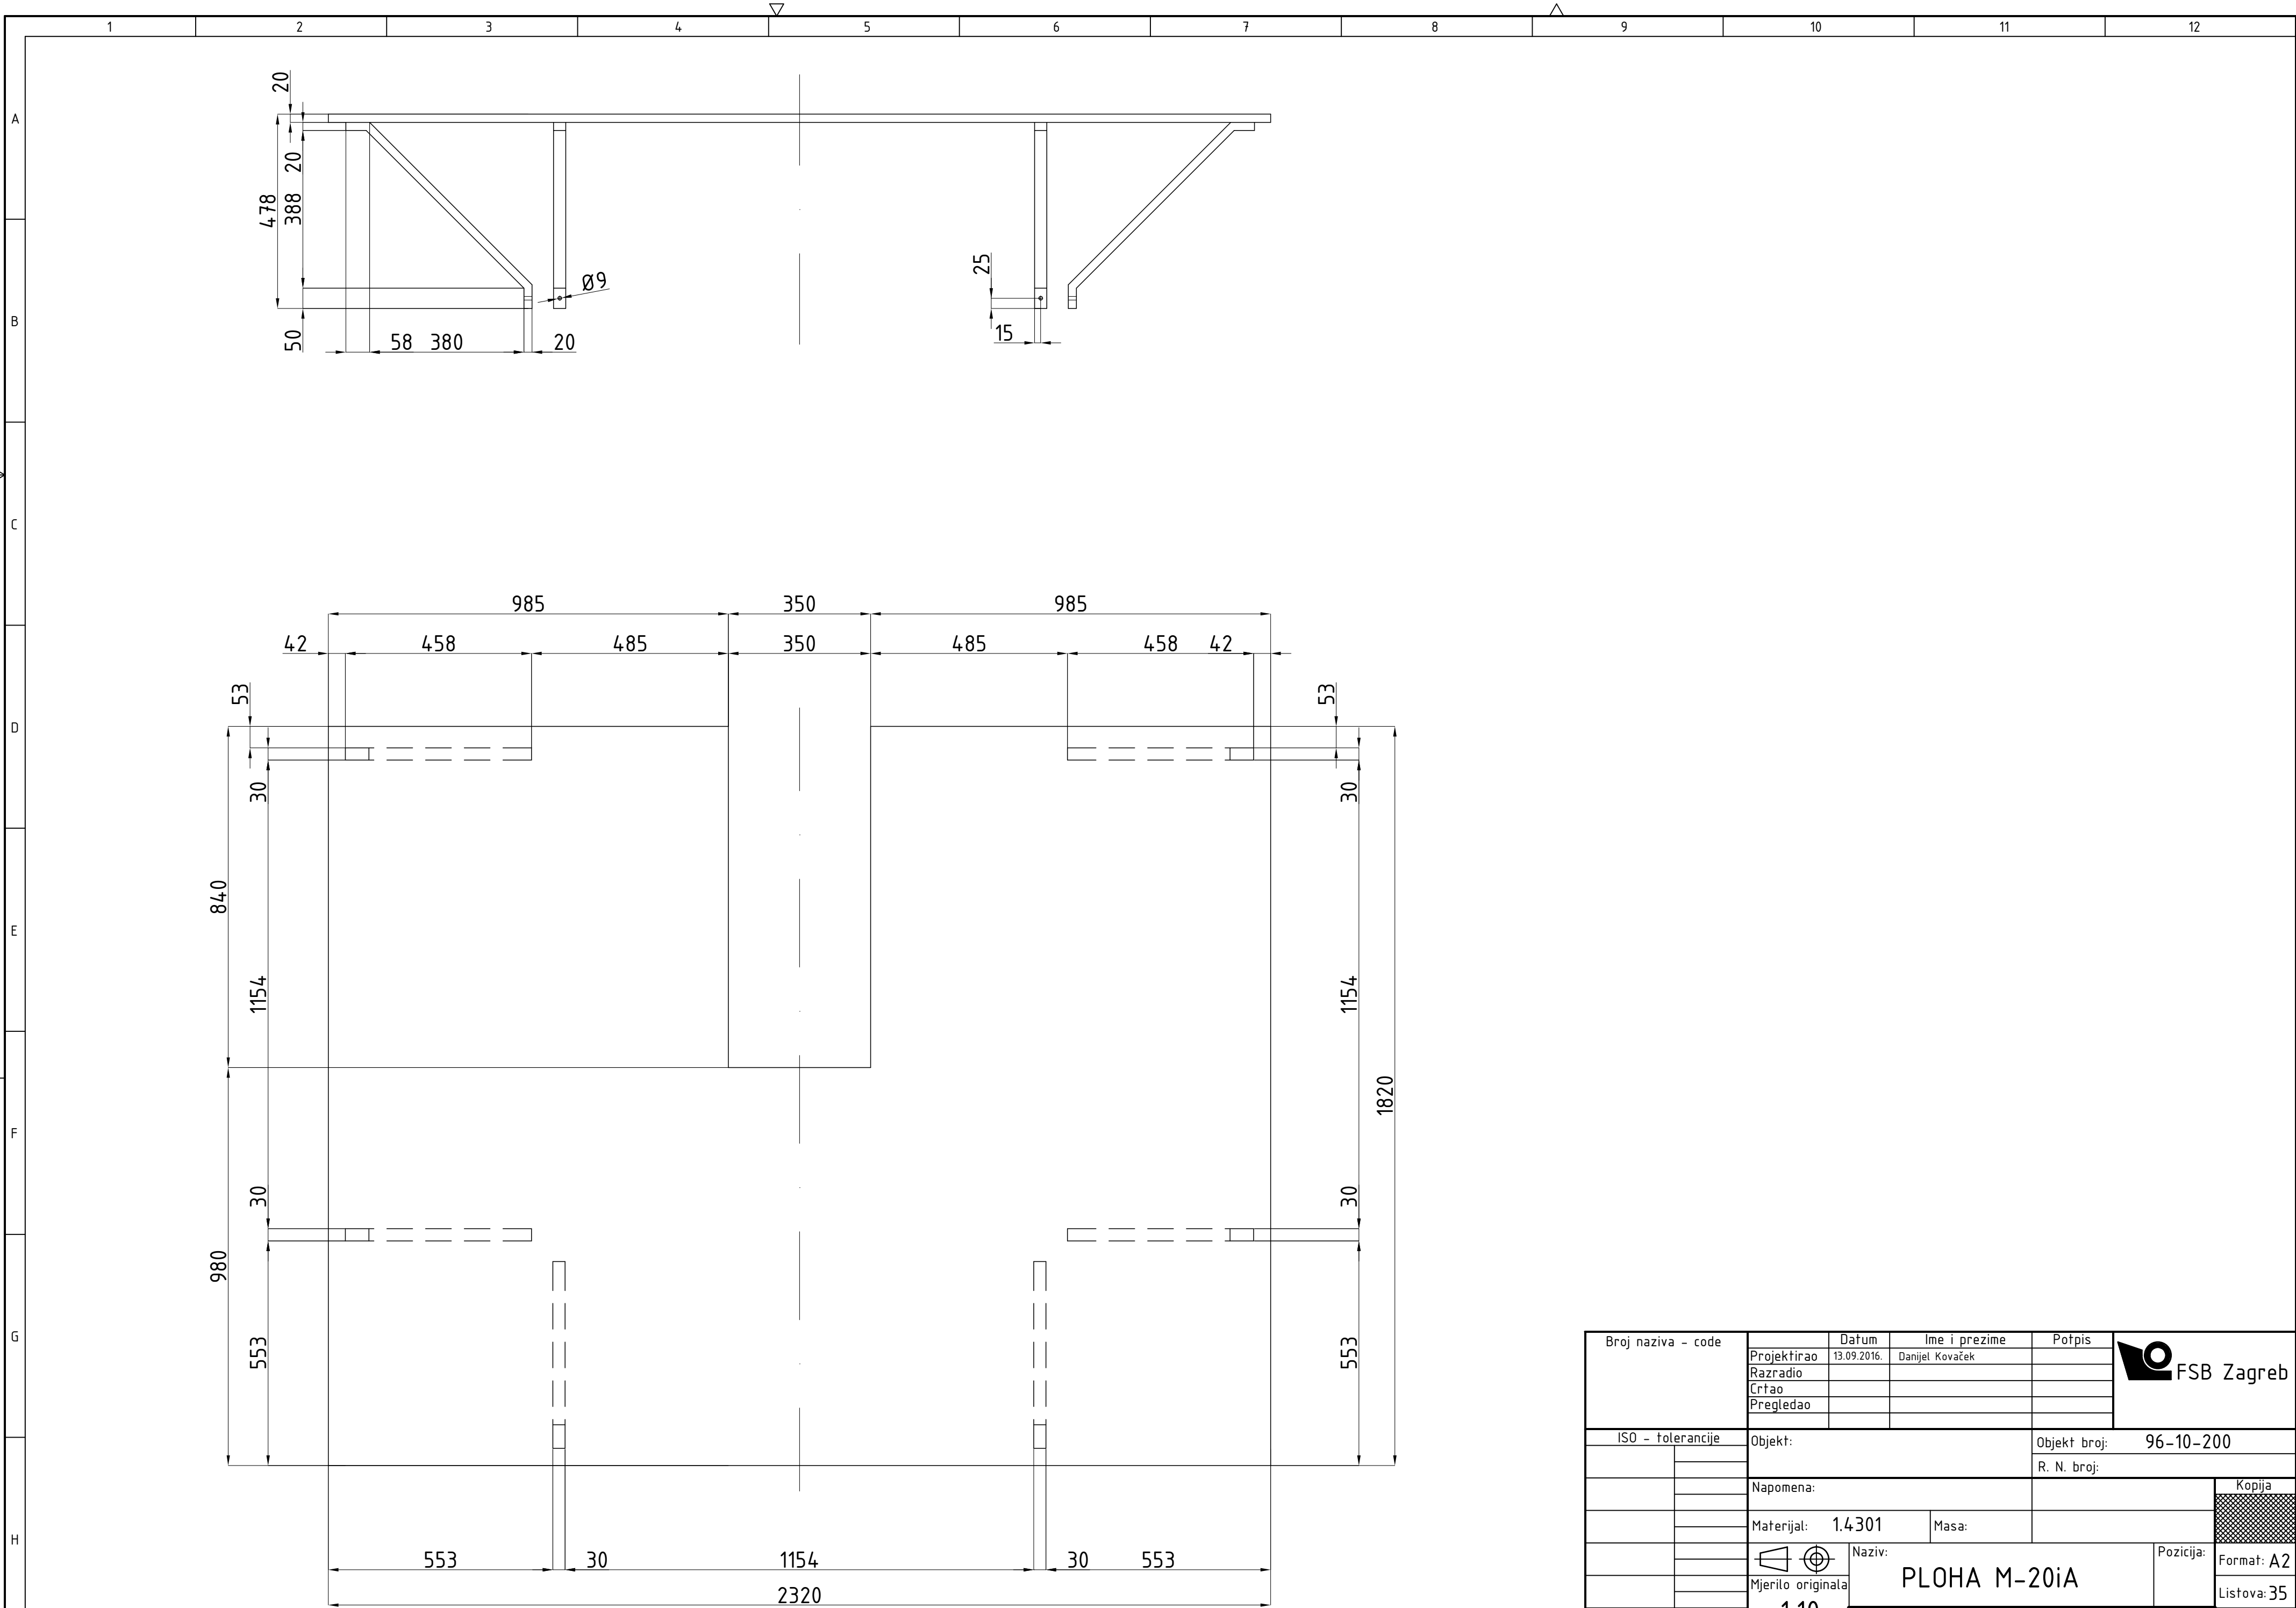 1 2 3 4 5 6 7 8 9 10 11 12
A
B
C
D
E
F
G
H
20
20
478
388
50
58 380 20
Ø9
25
15
985 350 985
42 458 485 350 485 458 42
53
30
840
1154
30
980
553
53
30
1154
1820
30
553
553 30 1154 30 553
2320
Broj naziva - code
Datum Ime i prezime Potpis
Projektirao 13.09.2016. Danijel Kovaček
Razradio
Crtao
Pregledao
FSB Zagreb
ISO - tolerancije
Objekt:
Objekt broj: 96-10-200
R. N. broj:
Napomena:
Kopija
Materijal: 1.4301 Masa:
Naziv:
PLOHA M-20iA
Pozicija:
Format: A2
Mjerilo originala
Listova: 35
1:10